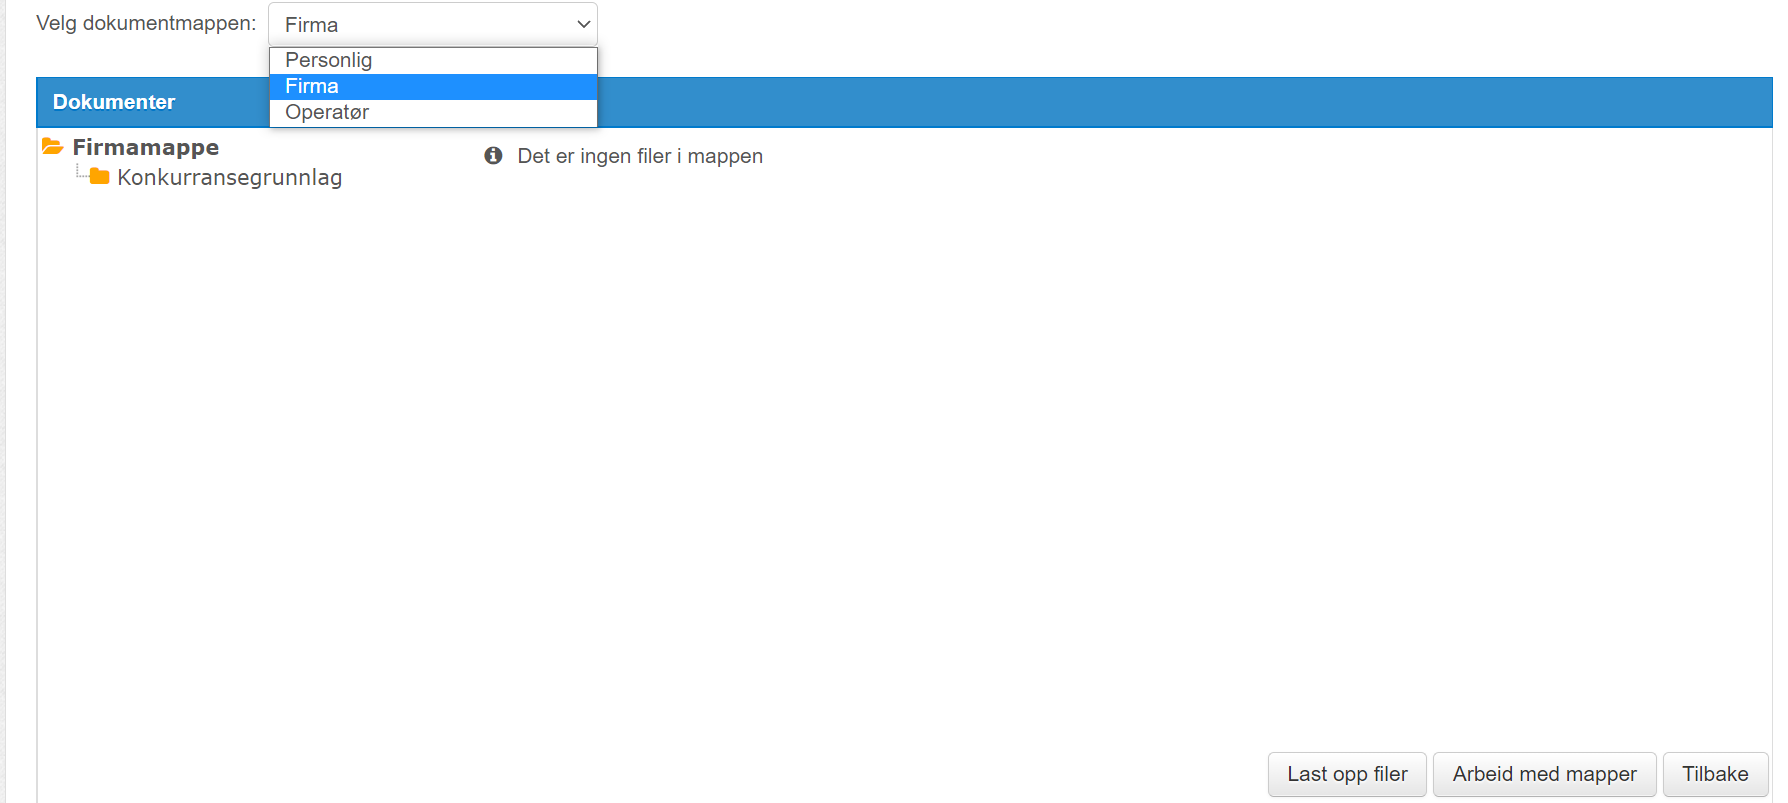 Velg dokumentmappen: Firma
Personlig
Firma
Operatør
Dokumenter
Firmamappe
Konkurransegrunnlag
Det er ingen filer i mappen
Last opp filer Arbeid med mapper Tilbake